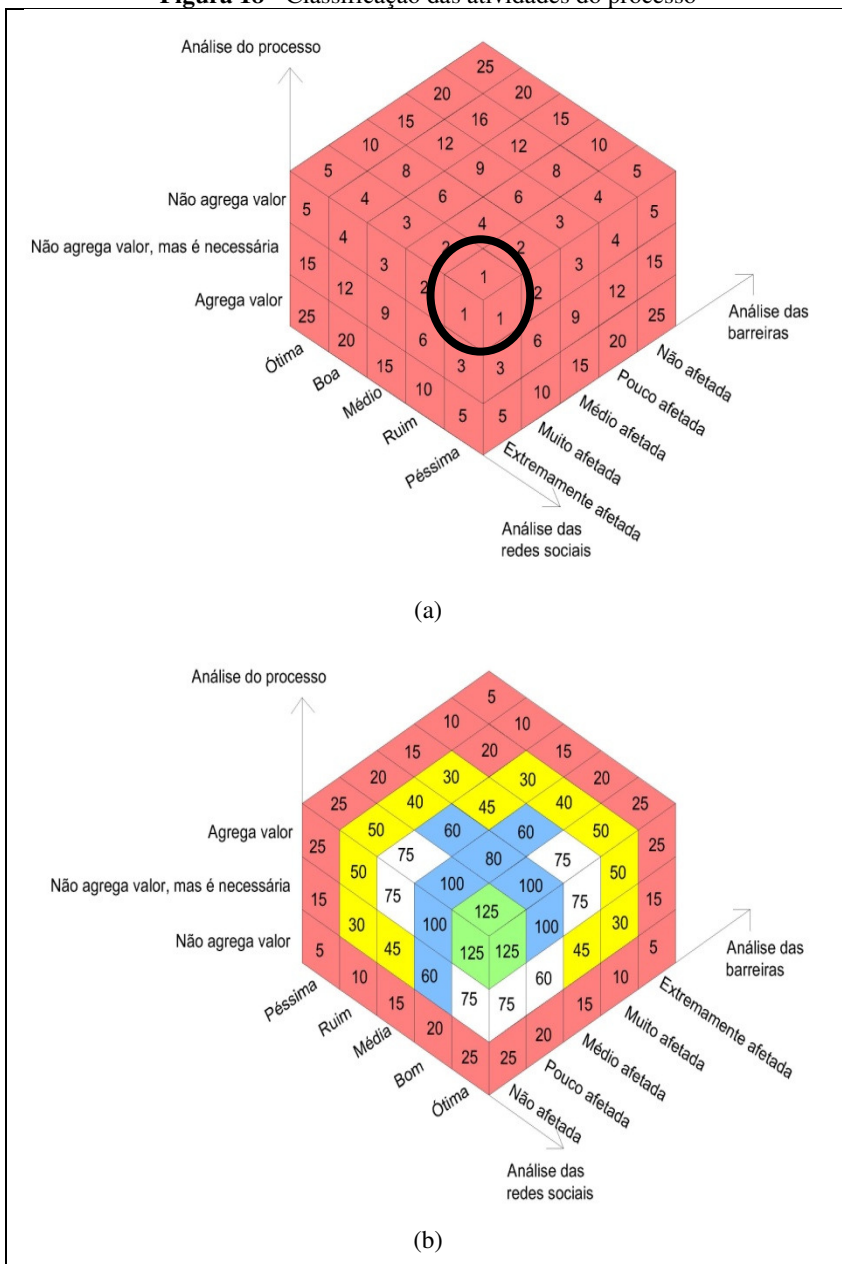 Figura 18 - Classificação das atividades do processo
Análise do processo
25
20 20
15 16 15
10 12 12 10
5 8 9 8 5
4 6 6 4
Não agrega valor
5 3 4 3 5
4 2 2 4
Não agrega valor, mas é necessária
3 3
15 1 15
12 2 2 12
Agrega valor
9 1 1 9
25 6 6 25
20 3 3 20
15 15
10 10
5 5
Ótima
Boa
Médio
Ruim
Péssima
Análise das
barreiras
Não afetada
Pouco afetada
Médio afetada
Muito afetada
Extremamente afetada
Análise das
redes sociais
(a)
Análise do processo
5
10 10
15 20 15
20 30 30 20
25 40 45 40 25
50 60 60 50
Agrega valor
25 75 80 75 25
50 100 100 50
Não agrega valor, mas é necessária
75 75
15 125 15
30 100 100 30
Não agrega valor
45 125 125 45
5 60 60 5
10 75 75 10
15 15
20 20
25 25
Péssima
Ruim
Média
Bom
Ótima
Análise das
barreiras
Extremamente afetada
Muito afetada
Médio afetada
Pouco afetada
Não afetada
Análise das
redes sociais
(b)